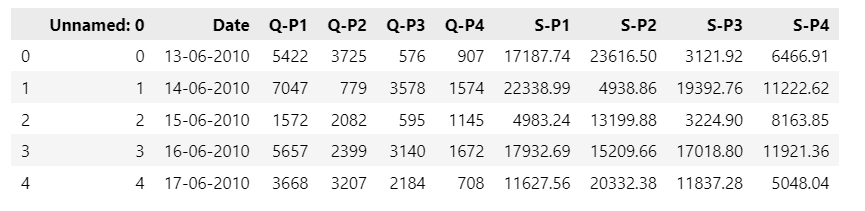 Unnamed: 0 Date Q-P1 Q-P2 Q-P3 Q-P4 S-P1 S-P2 S-P3 S-P4
0 0 13-06-2010 5422 3725 576 907 17187.74 23616.50 3121.92 6466.91
1 1 14-06-2010 7047 779 3578 1574 22338.99 4938.86 19392.76 11222.62
2 2 15-06-2010 1572 2082 595 1145 4983.24 13199.88 3224.90 8163.85
3 3 16-06-2010 5657 2399 3140 1672 17932.69 15209.66 17018.80 11921.36
4 4 17-06-2010 3668 3207 2184 708 11627.56 20332.38 11837.28 5048.04